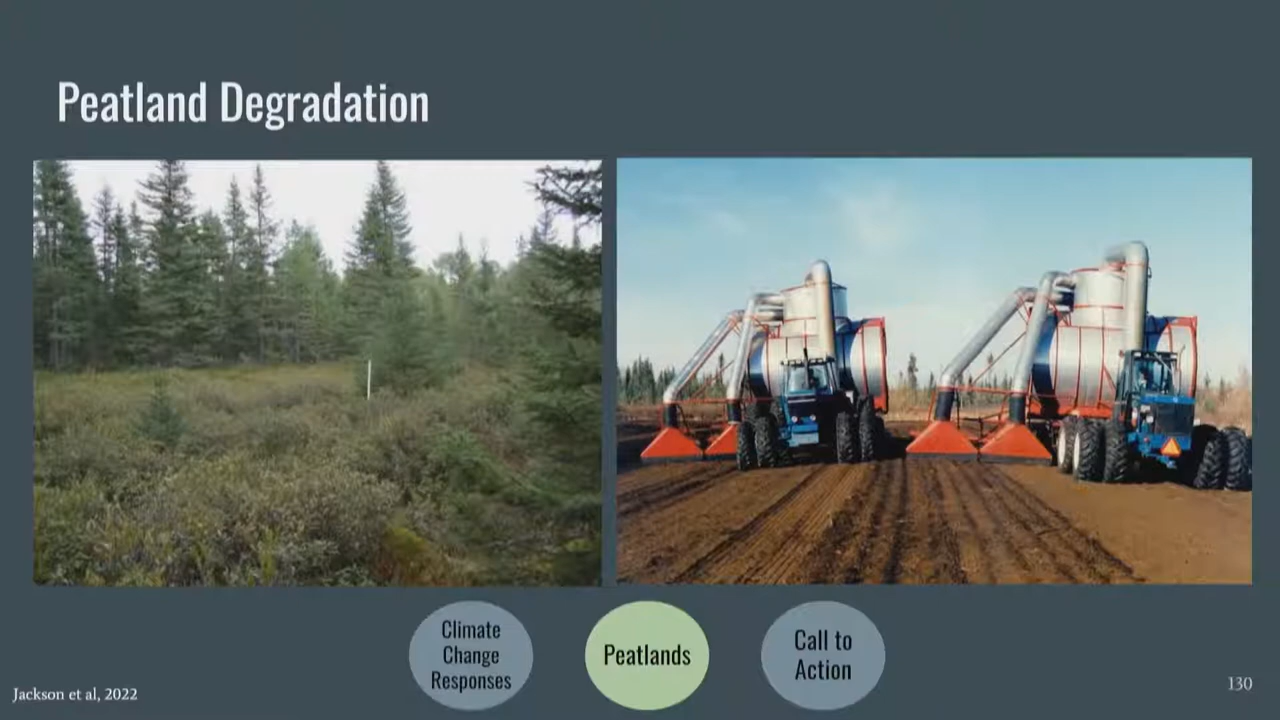 Peatland Degradation
Climate
Change
Responses
Peatlands
Call to
Action
Jackson et al, 2022
130